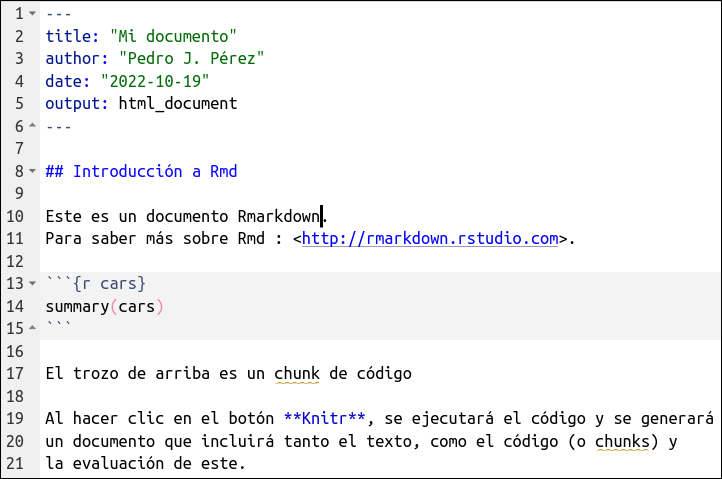 1 ---
2 title: "Mi documento"
3 author: "Pedro J. Pérez"
4 date: "2022-10-19"
5 output: html_document
6 ---
7
8 ## Introducción a Rmd
9
10 Este es un documento Rmarkdown.
11 Para saber más sobre Rmd : <http://rmarkdown.rstudio.com>.
12
13 ```{r cars}
14 summary(cars)
15 ```
16
17 El trozo de arriba es un chunk de código
18
19 Al hacer clic en el botón **Knitr**, se ejecutará el código y se generará
20 un documento que incluirá tanto el texto, como el código (o chunks) y
21 la evaluación de este.